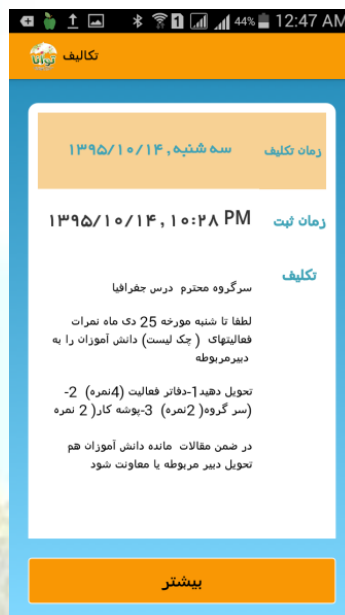 44% 12:47 AM
تکالیف
توانا
زمان تکلیف سه شنبه, ۱۳۹۵/۱۰/۱۴
زمان ثبت ۱۳۹۵/۱۰/۱۴, ۱۰:۲۸ PM
تکلیف
سرگروه محترم درس جغرافیا
لطفا تا شنبه مورخه 25 دی ماه نمرات
فعالیتهای ( چک لیست) دانش آموزان را به
دبیرمربوطه
تحویل دهید1-دفاتر فعالیت (4نمره) 2-
(سر گروه( 2نمره) 3-پوشه کار( 2 نمره
در ضمن مقالات مانده دانش آموزان هم
تحویل دبیر مربوطه یا معاونت شود
بیشتر